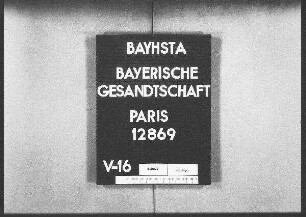 BAYHSTA
BAYERISCHE
GESANDTSCHAFT
PARIS
12869
V-16